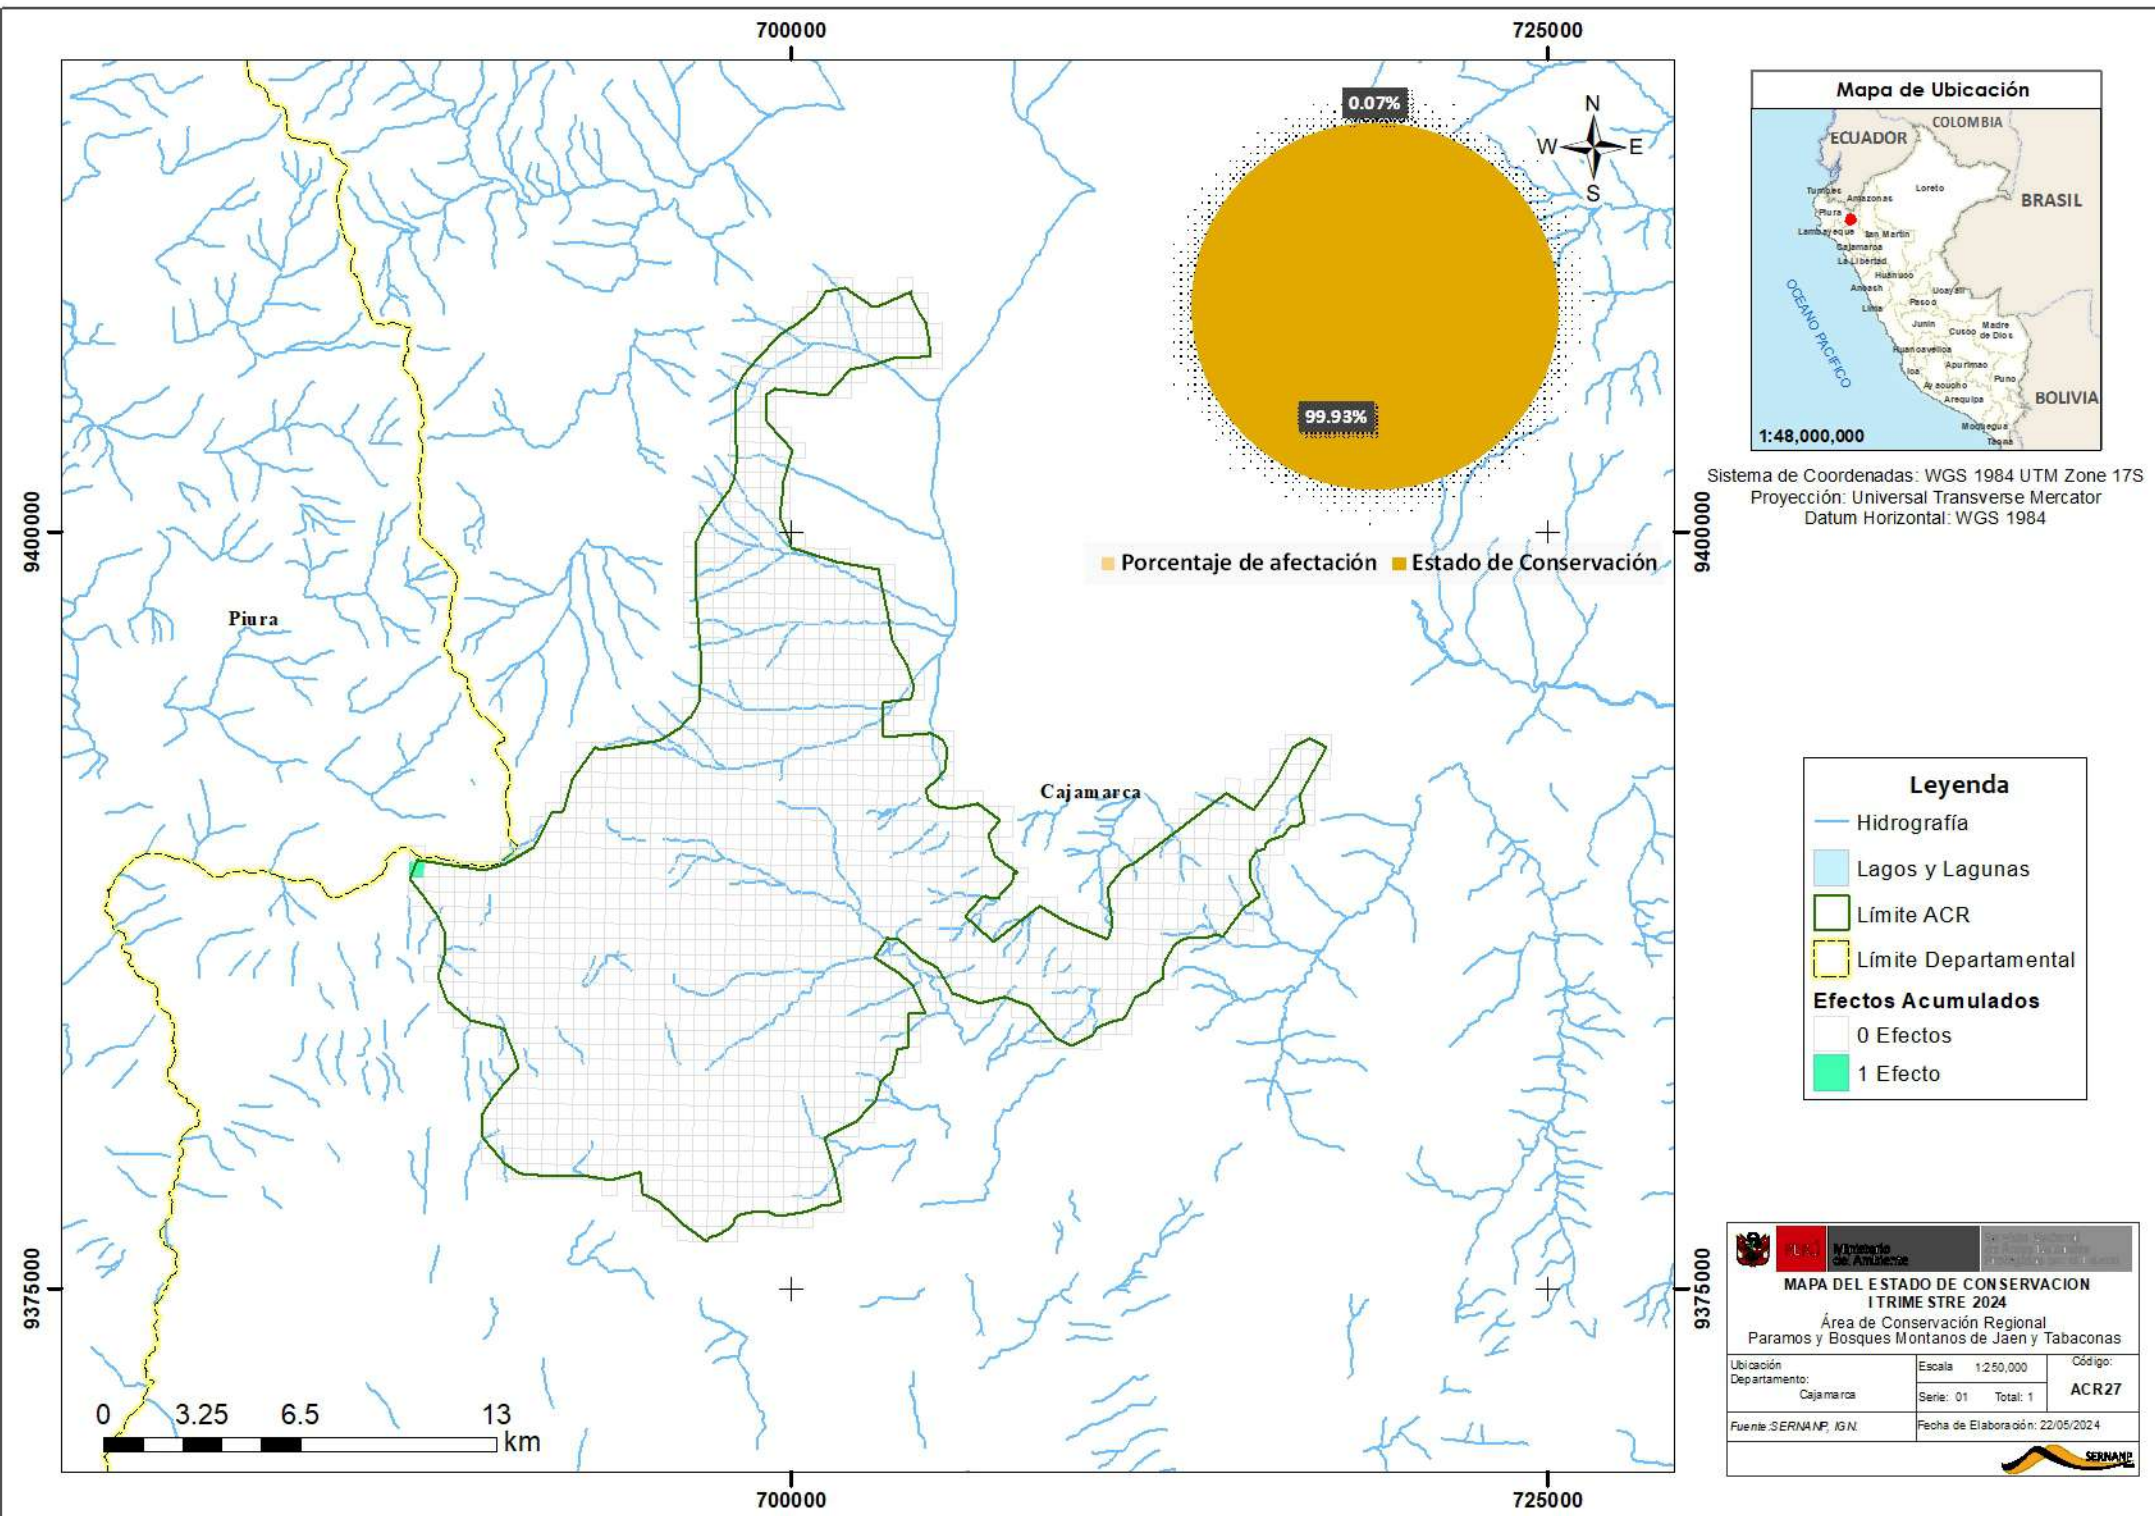 700000
725000
9400000
9375000
9400000
9375000
700000
725000
0.07%
99.93%
N
W
E
S
Porcentaje de afectación
Estado de Conservación
Piura
Cajamarca
0
3.25
6.5
13
km
Mapa de Ubicación
COLOMBIA
ECUADOR
BRASIL
BOLIVIA
OCEANO PACIFICO
Tumbes
Loreto
Amazonas
Piura
Lambayeque
San Martin
Cajamarca
La Libertad
Huánuco
Ancash
Ucayali
Pasco
Lima
Junin
Cusco
Madre
de Dios
Huancavelica
Ica
Apurimac
Ayacucho
Puno
Arequipa
Moquegua
Tacna
1:48,000,000
Sistema de Coordenadas: WGS 1984 UTM Zone 17S
Proyección: Universal Transverse Mercator
Datum Horizontal: WGS 1984
Leyenda
Hidrografía
Lagos y Lagunas
Límite ACR
Límite Departamental
Efectos Acumulados
0 Efectos
1 Efecto
PERÚ
Ministerio
del Ambiente
MAPA DEL ESTADO DE CONSERVACION
I TRIMESTRE 2024
Área de Conservación Regional
Paramos y Bosques Montanos de Jaen y Tabaconas
Ubicación
Departamento:
Cajamarca
Escala 1:250,000
Serie: 01 Total: 1
Código:
ACR27
Fuente:SERNANP, IGN.
Fecha de Elaboración: 22/05/2024
SERNANP